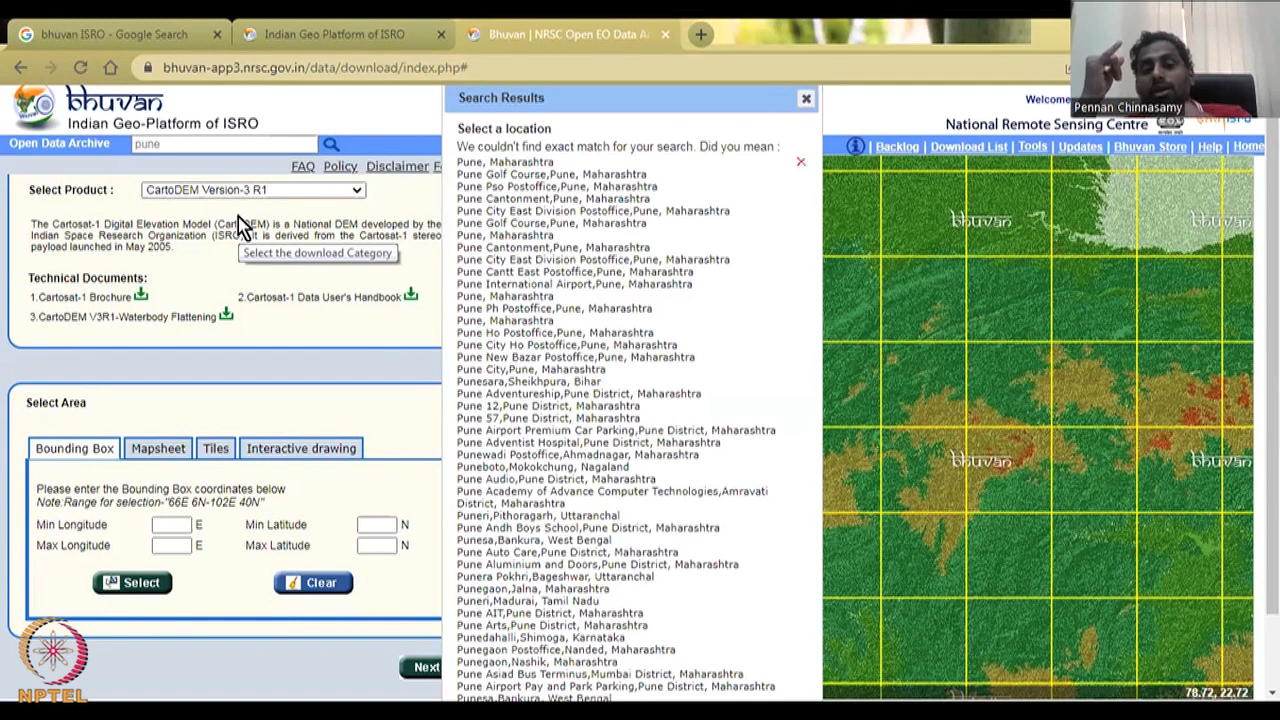 bhuvan ISRO - Google Search
Indian Geo Platform of ISRO
Bhuvan | NRSC Open EO Data A
bhuvan-app3.nrsc.gov.in/data/download/index.php#
Pennan Chinnasamy
bhuvan
Indian Geo-Platform of ISRO
Welcome
National Remote Sensing Centre
Open Data Archive
pune
Backlog | Download List | Tools | Updates | Bhuvan Store | Help | Home
FAQ Policy Disclaimer F
Select Product :
CartoDEM Version-3 R1
The Cartosat-1 Digital Elevation Model (CartoDEM) is a National DEM developed by the
Indian Space Research Organization (ISRO). It is derived from the Cartosat-1 stereo
payload launched in May 2005.
Select the download Category
Technical Documents:
1.Cartosat-1 Brochure
2.Cartosat-1 Data User's Handbook
3.CartoDEM V3R1-Waterbody Flattening
Select Area
Bounding Box
Mapsheet
Tiles
Interactive drawing
Please enter the Bounding Box coordinates below
Note:Range for selection-"66E 6N-102E 40N"
Min Longitude E Min Latitude N
Max Longitude E Max Latitude N
Select
Clear
Next
NPTEL
Search Results
Select a location
We couldn't find exact match for your search. Did you mean :
Pune, Maharashtra
Pune Golf Course,Pune, Maharashtra
Pune Pso Postoffice,Pune, Maharashtra
Pune Cantonment,Pune, Maharashtra
Pune City East Division Postoffice,Pune, Maharashtra
Pune Golf Course,Pune, Maharashtra
Pune, Maharashtra
Pune Cantonment,Pune, Maharashtra
Pune City East Division Postoffice,Pune, Maharashtra
Pune Cantt East Postoffice,Pune, Maharashtra
Pune International Airport,Pune, Maharashtra
Pune, Maharashtra
Pune Ph Postoffice,Pune, Maharashtra
Pune, Maharashtra
Pune Ho Postoffice,Pune, Maharashtra
Pune City Ho Postoffice,Pune, Maharashtra
Pune New Bazar Postoffice,Pune, Maharashtra
Pune City,Pune, Maharashtra
Punesara,Sheikhpura, Bihar
Pune Adventureship,Pune District, Maharashtra
Pune 12,Pune District, Maharashtra
Pune 57,Pune District, Maharashtra
Pune Airport Premium Car Parking,Pune District, Maharashtra
Pune Adventist Hospital,Pune District, Maharashtra
Punewadi Postoffice,Ahmadnagar, Maharashtra
Puneboto,Mokokchung, Nagaland
Pune Audio,Pune District, Maharashtra
Pune Academy of Advance Computer Technologies,Amravati
District, Maharashtra
Puneri,Pithoragarh, Uttaranchal
Pune Andh Boys School,Pune District, Maharashtra
Punesa,Bankura, West Bengal
Pune Auto Care,Pune District, Maharashtra
Pune Aluminium and Doors,Pune District, Maharashtra
Punera Pokhri,Bageshwar, Uttaranchal
Punegaon,Jalna, Maharashtra
Puneri,Madurai, Tamil Nadu
Pune AIT,Pune District, Maharashtra
Pune Arts,Pune District, Maharashtra
Punedahalli,Shimoga, Karnataka
Punegaon Postoffice,Nanded, Maharashtra
Punegaon,Nashik, Maharashtra
Pune Asiad Bus Terminus,Mumbai District, Maharashtra
Pune Airport Pay and Park Parking,Pune District, Maharashtra
Punesa,Bankura, West Bengal
bhuvan
bhuvan
bhuvan
bhuvan
78.72, 22.72